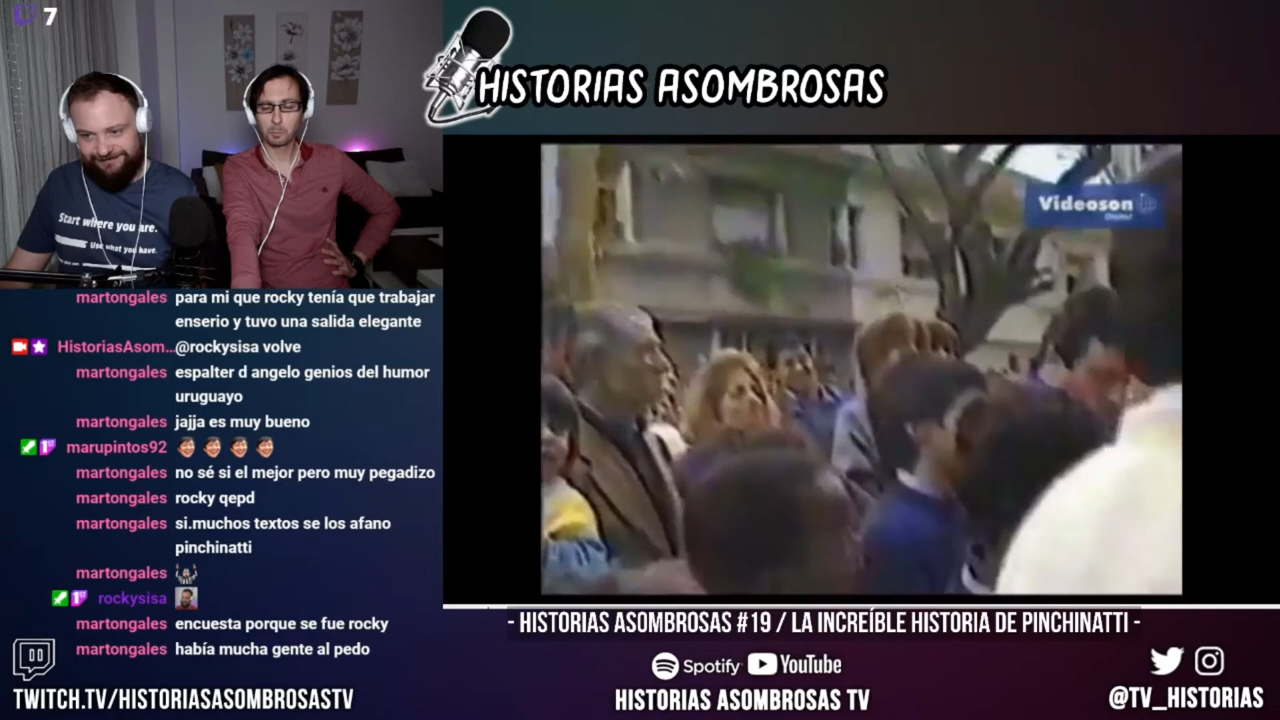 7
HISTORIAS ASOMBROSAS
Videoson
Start where you are.
Use what you have.
martongales para mi que rocky tenía que trabajar
enserio y tuvo una salida elegante
HistoriasAsom... @rockysisa volve
martongales espalter d angelo genios del humor
uruguayo
martongales jajja es muy bueno
marupintos92
martongales no sé si el mejor pero muy pegadizo
martongales rocky qepd
martongales si.muchos textos se los afano
pinchinatti
martongales
rockysisa
martongales encuesta porque se fue rocky
martongales había mucha gente al pedo
- HISTORIAS ASOMBROSAS #19 / LA INCREÍBLE HISTORIA DE PINCHINATTI -
Spotify YouTube
TWITCH.TV/HISTORIASASOMBROSASTV
HISTORIAS ASOMBROSAS TV
@TV_HISTORIAS